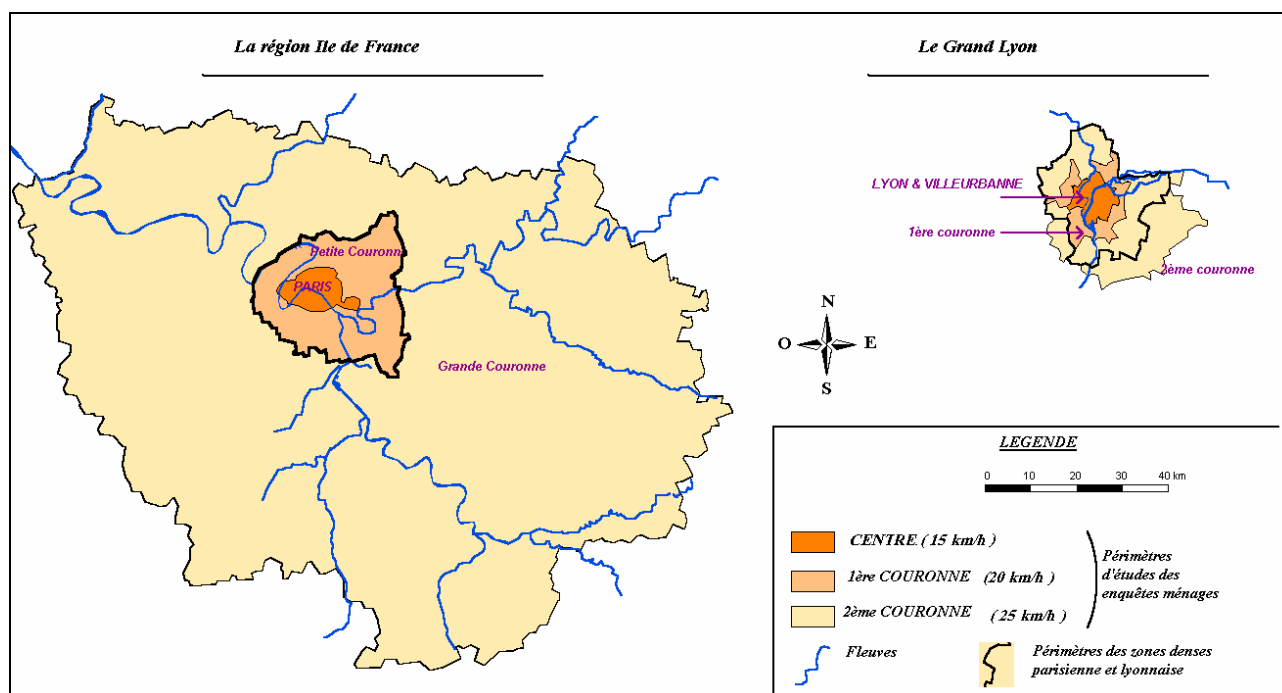 La région Ile de France
Le Grand Lyon
LYON & VILLEURBANNE
1ère couronne
2ème couronne
Petite Couronn
PARIS
Grande Couronne
N
O
E
S
LEGENDE
0 10 20 30 40 km
CENTRE ( 15 km/h )
1ère COURONNE (20 km/h )
2ème COURONNE ( 25 km/h )
Périmètres
d'études des
enquêtes ménages
Fleuves
Périmètres des zones denses
parisienne et lyonnaise